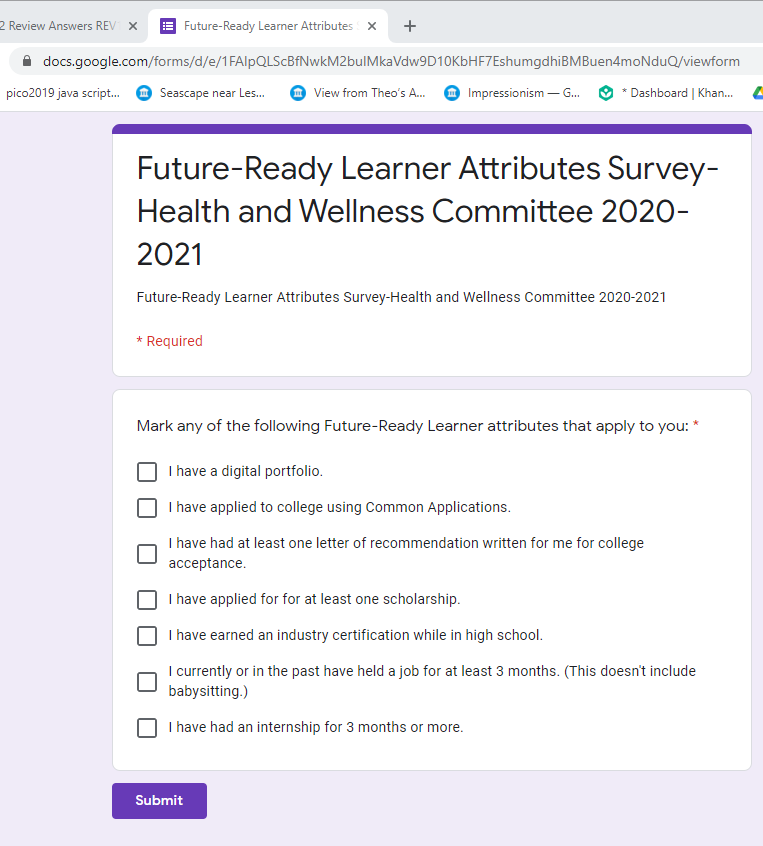 2 Review Answers REV
Future-Ready Learner Attributes
docs.google.com/forms/d/e/1FAIpQLScBfNwkM2bulMkaVdw9D10KbHF7EshumgdhiBMBuen4moNduQ/viewform
pico2019 java script...
Seascape near Les...
View from Theo's A...
Impressionism — G...
* Dashboard | Khan...
Future-Ready Learner Attributes Survey-
Health and Wellness Committee 2020-
2021
Future-Ready Learner Attributes Survey-Health and Wellness Committee 2020-2021
* Required
Mark any of the following Future-Ready Learner attributes that apply to you: *
I have a digital portfolio.
I have applied to college using Common Applications.
I have had at least one letter of recommendation written for me for college
acceptance.
I have applied for for at least one scholarship.
I have earned an industry certification while in high school.
I currently or in the past have held a job for at least 3 months. (This doesn't include
babysitting.)
I have had an internship for 3 months or more.
Submit